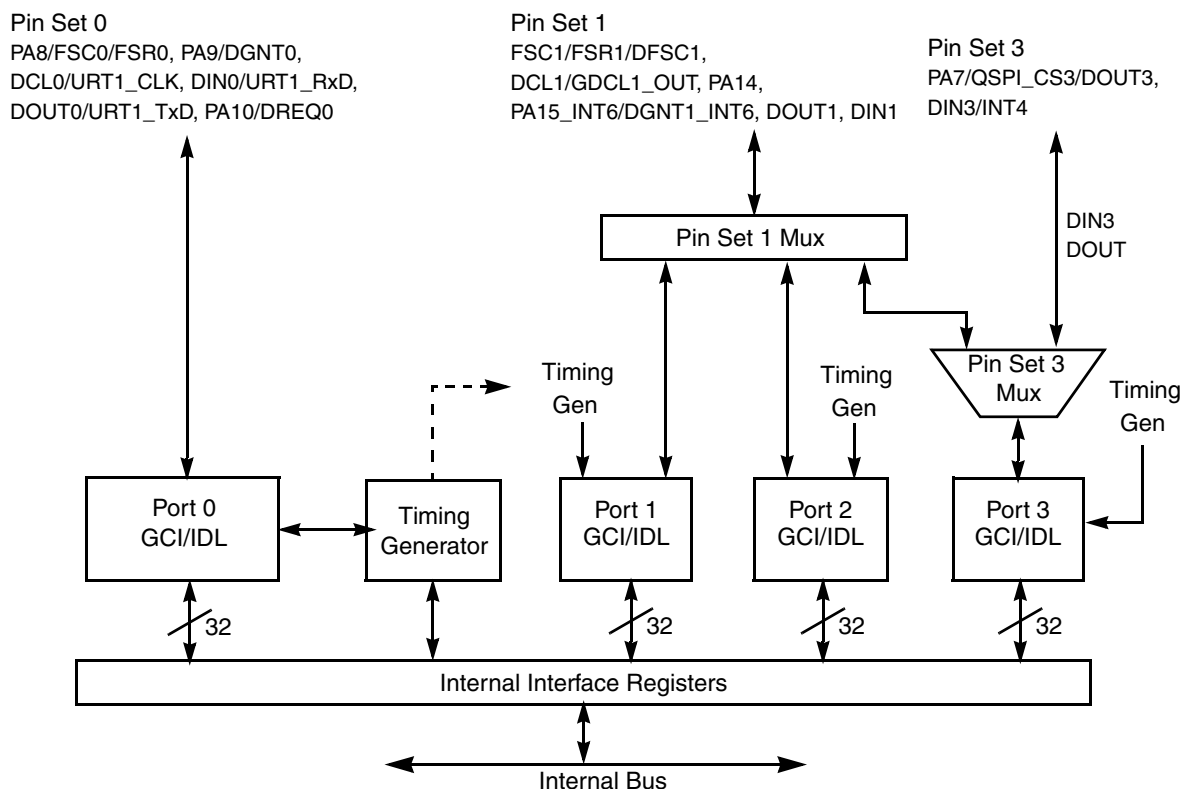 Pin Set 0
PA8/FSC0/FSR0, PA9/DGNT0,
DCL0/URT1_CLK, DIN0/URT1_RxD,
DOUT0/URT1_TxD, PA10/DREQ0
Pin Set 1
FSC1/FSR1/DFSC1,
DCL1/GDCL1_OUT, PA14,
PA15_INT6/DGNT1_INT6, DOUT1, DIN1
Pin Set 3
PA7/QSPI_CS3/DOUT3,
DIN3/INT4
Pin Set 1 Mux
DIN3
DOUT
Pin Set 3
Mux
Timing
Gen
Timing
Gen
Timing
Gen
Port 0
GCI/IDL
Timing
Generator
Port 1
GCI/IDL
Port 2
GCI/IDL
Port 3
GCI/IDL
32
32
32
32
Internal Interface Registers
Internal Bus